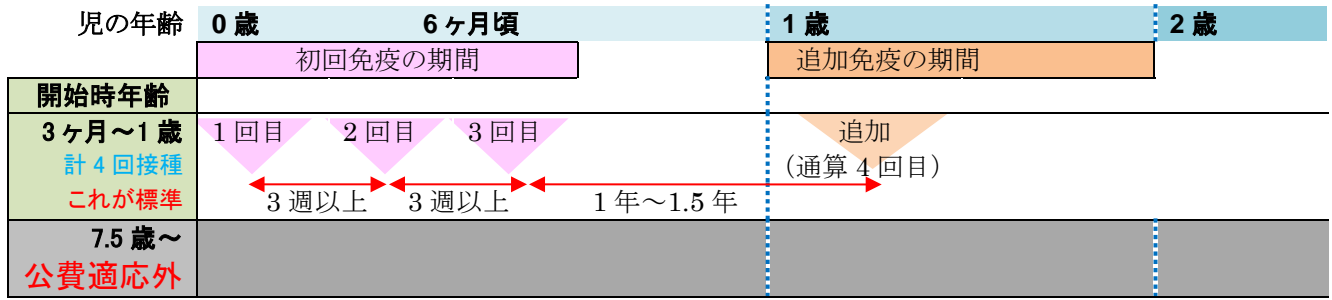 児の年齢 0歳 6ヶ月頃 1歳 2歳
初回免疫の期間 追加免疫の期間
開始時年齢
3ヶ月～1歳 1回目 2回目 3回目 追加
計4回接種 （通算4回目）
これが標準 3週以上 3週以上 1年～1.5年
7.5歳～
公費適応外